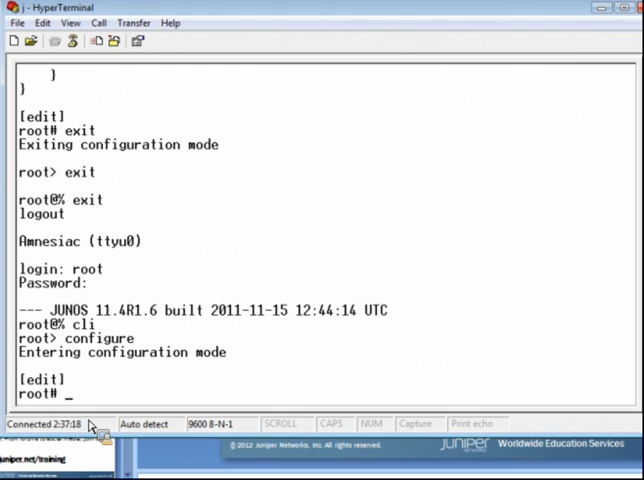 j - HyperTerminal
File Edit View Call Transfer Help
}
}
[edit]
root# exit
Exiting configuration mode
root> exit
root@% exit
logout
Amnesiac (ttyu0)
login: root
Password:
--- JUNOS 11.4R1.6 built 2011-11-15 12:44:14 UTC
root@% cli
root> configure
Entering configuration mode
[edit]
root# _
Connected 2:37:18 Auto detect 9600 8-N-1 SCROLL CAPS NUM Capture Print echo
© 2012 Juniper Networks, Inc. All rights reserved. JUNIPEr NETWORKS Worldwide Education Services
juniper.net/training